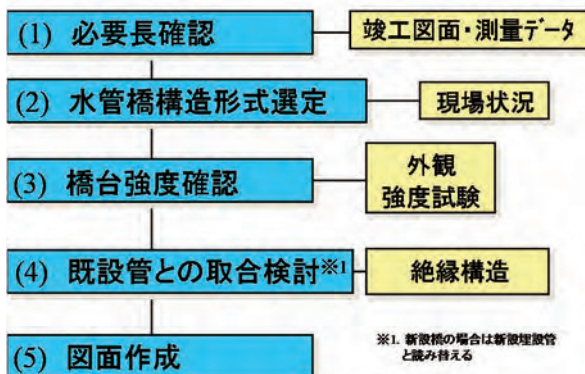 (1) 必要長確認
竣工図面・測量データ
(2) 水管橋構造形式選定
現場状況
(3) 橋台強度確認
外観
強度試験
(4) 既設管との取合検討※1
絶縁構造
※1. 新設橋の場合は新設埋設管
と読み替える
(5) 図面作成